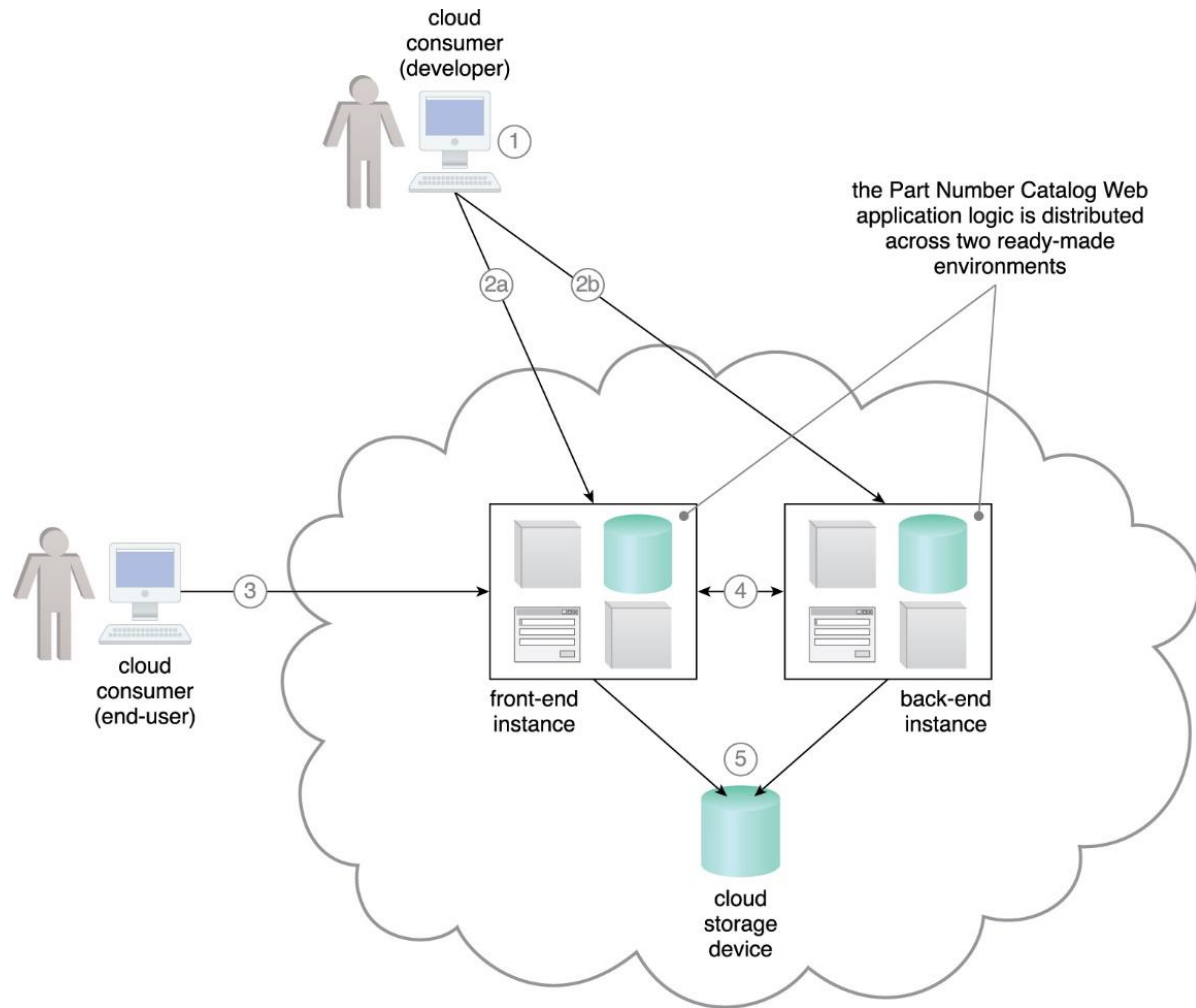 cloud
consumer
(developer)
1
the Part Number Catalog Web
application logic is distributed
across two ready-made
environments
2a
2b
3
4
cloud
consumer
(end-user)
front-end
instance
back-end
instance
5
cloud
storage
device